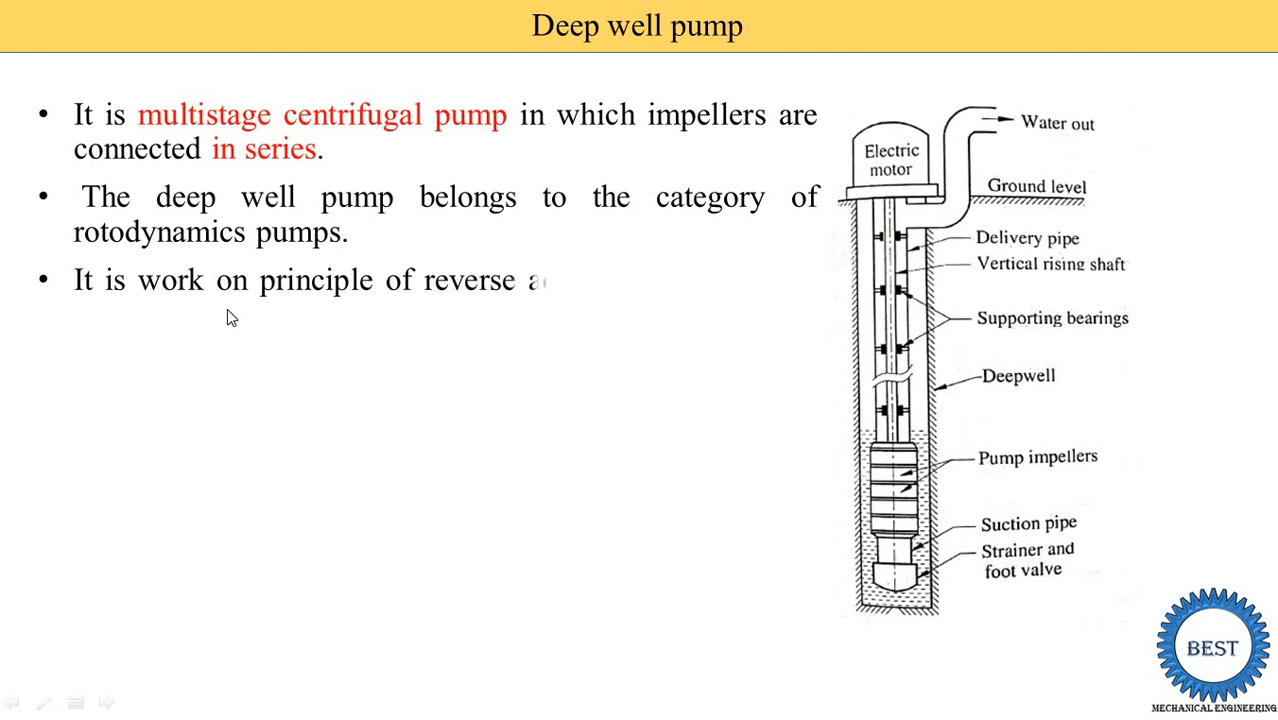 Deep well pump
• It is multistage centrifugal pump in which impellers are
connected in series.
• The deep well pump belongs to the category of
rotodynamics pumps.
• It is work on principle of reverse
Electric
motor
Water out
Ground level
Delivery pipe
Vertical rising shaft
Supporting bearings
Deepwell
Pump impellers
Suction pipe
Strainer and
foot valve
BEST
MECHANICAL ENGINEERING